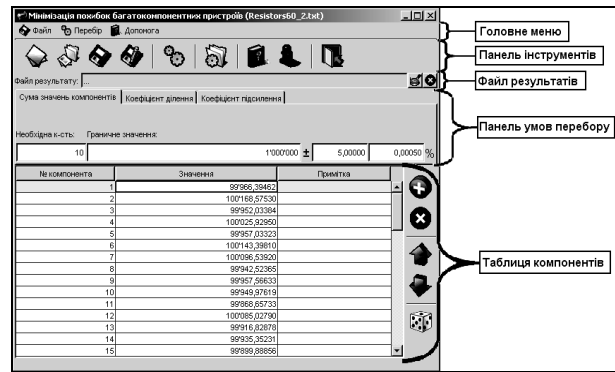 Мінімізація похибок багатокомпонентних пристроїв (Resistors60_2.txt)
Файл Перебір Допомога
Файл результату: ...
Сума значень компонентів Коефіцієнт ділення Коефіцієнт підсилення
Необхідна к-сть: Граничне значення:
10 1'000'000 ± 5,00000 0,00050 %
№ компонента Значення Примітка
1 99'966,39462
2 100'168,57530
3 99'952,03384
4 100'025,92950
5 99'957,03323
6 100'143,39810
7 100'096,53920
8 99'942,52365
9 99'957,56633
10 99'949,97619
11 99'868,65733
12 100'085,02790
13 99'916,82878
14 99'935,35231
15 99'899,88856
Головне меню
Панель інструментів
Файл результатів
Панель умов перебору
Таблиця компонентів